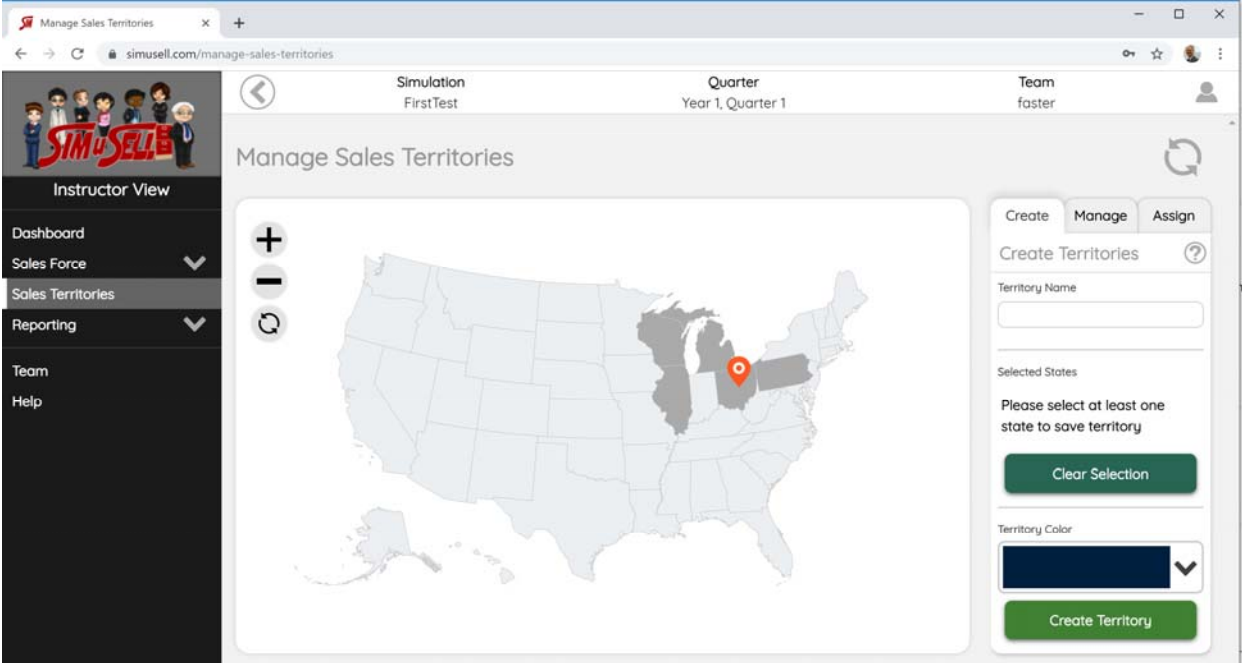 Manage Sales Territories
simusell.com/manage-sales-territories
SIMuSELL
Instructor View
Dashboard
Sales Force
Sales Territories
Reporting
Team
Help
Simulation
FirstTest
Quarter
Year 1, Quarter 1
Team
faster
Manage Sales Territories
Create Manage Assign
Create Territories ?
Territory Name
Selected States
Please select at least one
state to save territory
Clear Selection
Territory Color
Create Territory